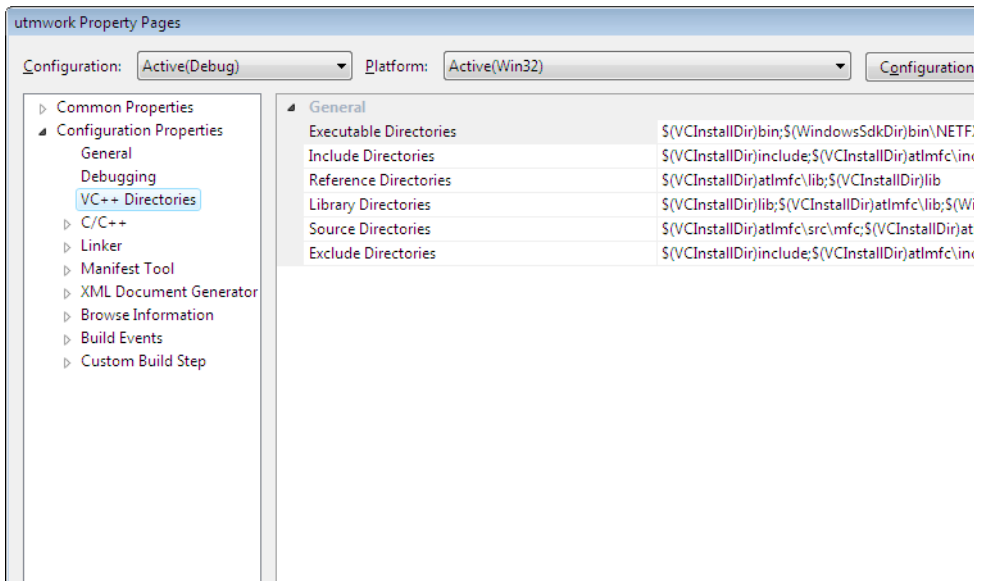 utmwork Property Pages
Configuration: Active(Debug) Platform: Active(Win32) Configuration
Common Properties
Configuration Properties
General
Debugging
VC++ Directories
C/C++
Linker
Manifest Tool
XML Document Generator
Browse Information
Build Events
Custom Build Step
General
Executable Directories $(VCInstallDir)bin;$(WindowsSdkDir)bin\NETF
Include Directories $(VCInstallDir)include;$(VCInstallDir)atlmfc\in
Reference Directories $(VCInstallDir)atlmfc\lib;$(VCInstallDir)lib
Library Directories $(VCInstallDir)lib;$(VCInstallDir)atlmfc\lib;$(Wi
Source Directories $(VCInstallDir)atlmfc\src\mfc;$(VCInstallDir)at
Exclude Directories $(VCInstallDir)include;$(VCInstallDir)atlmfc\in